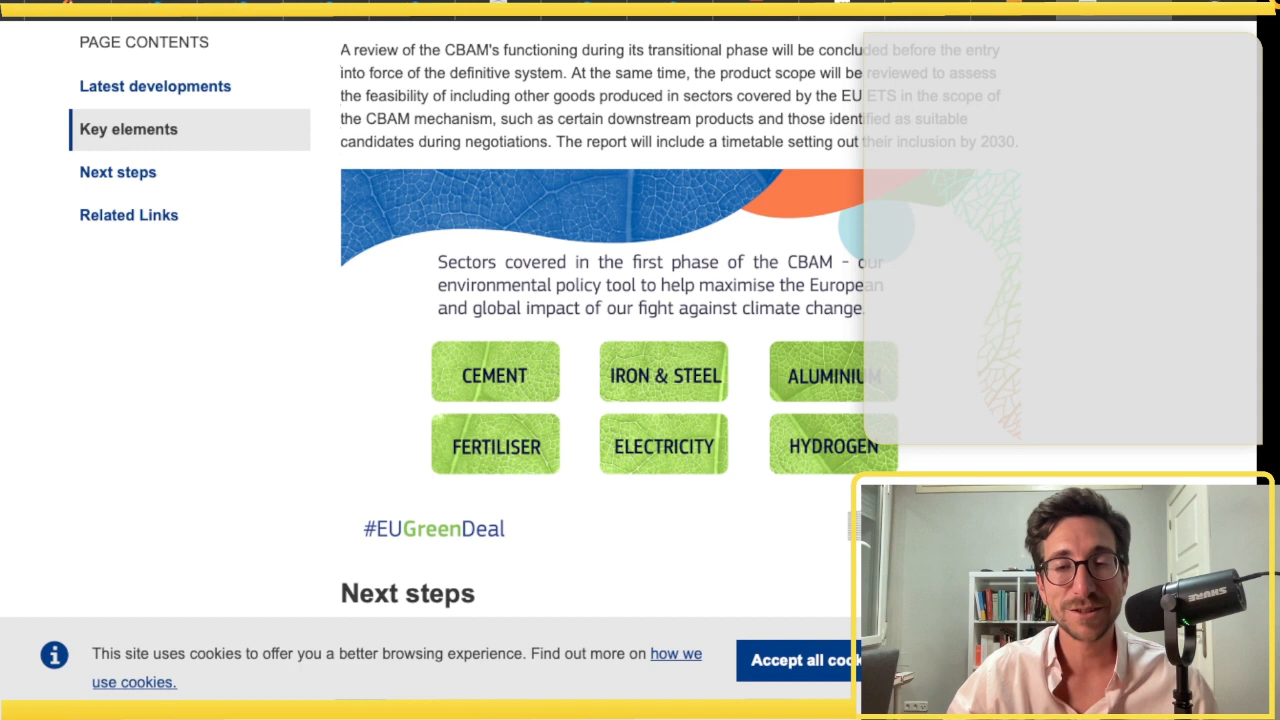 PAGE CONTENTS
Latest developments
Key elements
Next steps
Related Links
A review of the CBAM's functioning during its transitional phase will be concluded before the entry
into force of the definitive system. At the same time, the product scope will be reviewed to assess
the feasibility of including other goods produced in sectors covered by the EU ETS in the scope of
the CBAM mechanism, such as certain downstream products and those identified as suitable
candidates during negotiations. The report will include a timetable setting out their inclusion by 2030.
Sectors covered in the first phase of the CBAM - our
environmental policy tool to help maximise the European
and global impact of our fight against climate change.
CEMENT
IRON & STEEL
ALUMINIUM
FERTILISER
ELECTRICITY
HYDROGEN
#EUGreenDeal
Next steps
This site uses cookies to offer you a better browsing experience. Find out more on how we
use cookies.
Accept all cook
SHURE